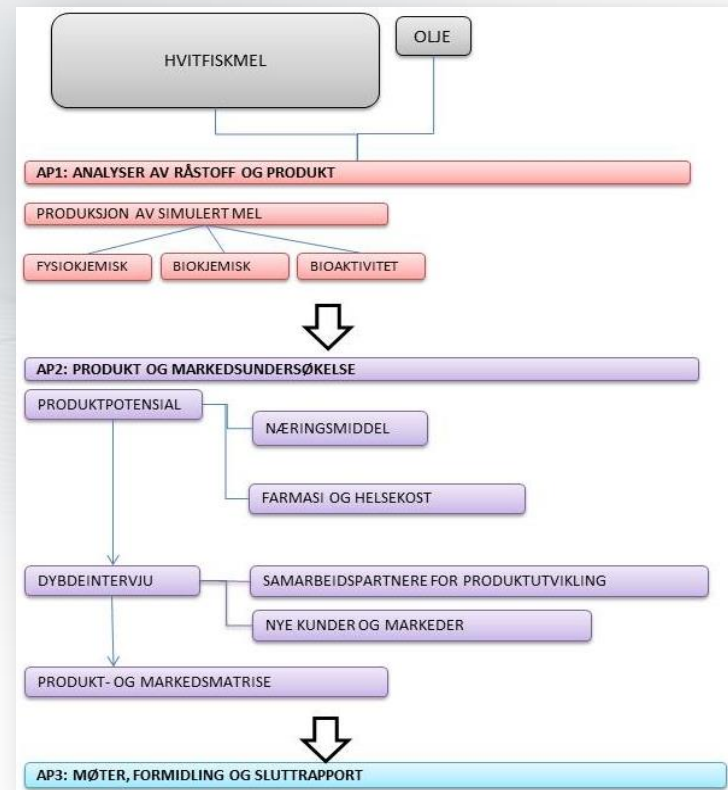 HVITFISKMEL
OLJE
AP1: ANALYSER AV RÅSTOFF OG PRODUKT
PRODUKSJON AV SIMULERT MEL
FYSIOKJEMISK
BIOKJEMISK
BIOAKTIVITET
AP2: PRODUKT OG MARKEDSUNDERSØKELSE
PRODUKTPOTENSIAL
NÆRINGSMIDDEL
FARMASI OG HELSEKOST
DYBDEINTERVJU
SAMARBEIDSPARTNERE FOR PRODUKTUTVIKLING
NYE KUNDER OG MARKEDER
PRODUKT- OG MARKEDSMATRISE
AP3: MØTER, FORMIDLING OG SLUTTRAPPORT